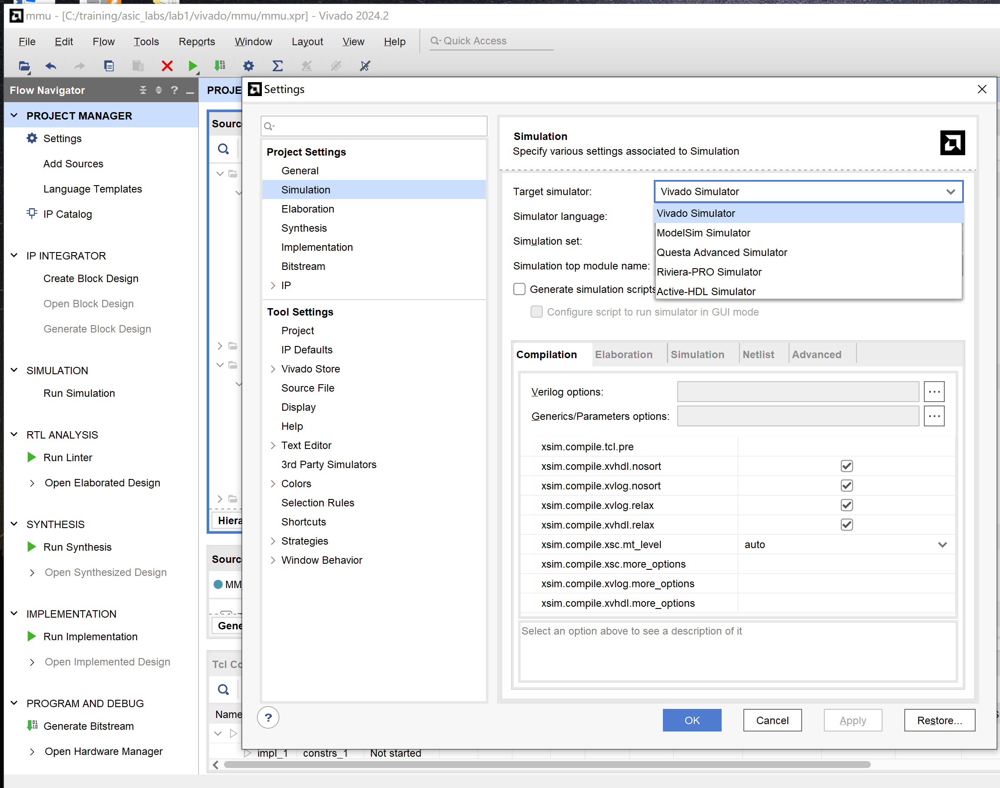 mmu - [C:/training/asic_labs/lab1/vivado/mmu/mmu.xpr] - Vivado 2024.2
File Edit Flow Tools Reports Window Layout View Help Quick Access
Flow Navigator
PROJECT MANAGER
Settings
Add Sources
Language Templates
IP Catalog
IP INTEGRATOR
Create Block Design
Open Block Design
Generate Block Design
SIMULATION
Run Simulation
RTL ANALYSIS
Run Linter
Open Elaborated Design
SYNTHESIS
Run Synthesis
Open Synthesized Design
IMPLEMENTATION
Run Implementation
Open Implemented Design
PROGRAM AND DEBUG
Generate Bitstream
Open Hardware Manager
PROJE
Sourc
Hiera
Sourc
MM
Gene
Tcl Co
Name
impl_1 constrs_1 Not started
Settings
Project Settings
General
Simulation
Elaboration
Synthesis
Implementation
Bitstream
IP
Tool Settings
Project
IP Defaults
Vivado Store
Source File
Display
Help
Text Editor
3rd Party Simulators
Colors
Selection Rules
Shortcuts
Strategies
Window Behavior
Simulation
Specify various settings associated to Simulation
Target simulator: Vivado Simulator
Vivado Simulator
Simulator language:
ModelSim Simulator
Simulation set:
Questa Advanced Simulator
Simulation top module name:
Riviera-PRO Simulator
Generate simulation scripts
Active-HDL Simulator
Configure script to run simulator in GUI mode
Compilation Elaboration Simulation Netlist Advanced
Verilog options: ...
Generics/Parameters options: ...
xsim.compile.tcl.pre
xsim.compile.xvhdl.nosort
xsim.compile.xvlog.nosort
xsim.compile.xvlog.relax
xsim.compile.xvhdl.relax
xsim.compile.xsc.mt_level auto
xsim.compile.xsc.more_options
xsim.compile.xvlog.more_options
xsim.compile.xvhdl.more_options
Select an option above to see a description of it
? OK Cancel Apply Restore...